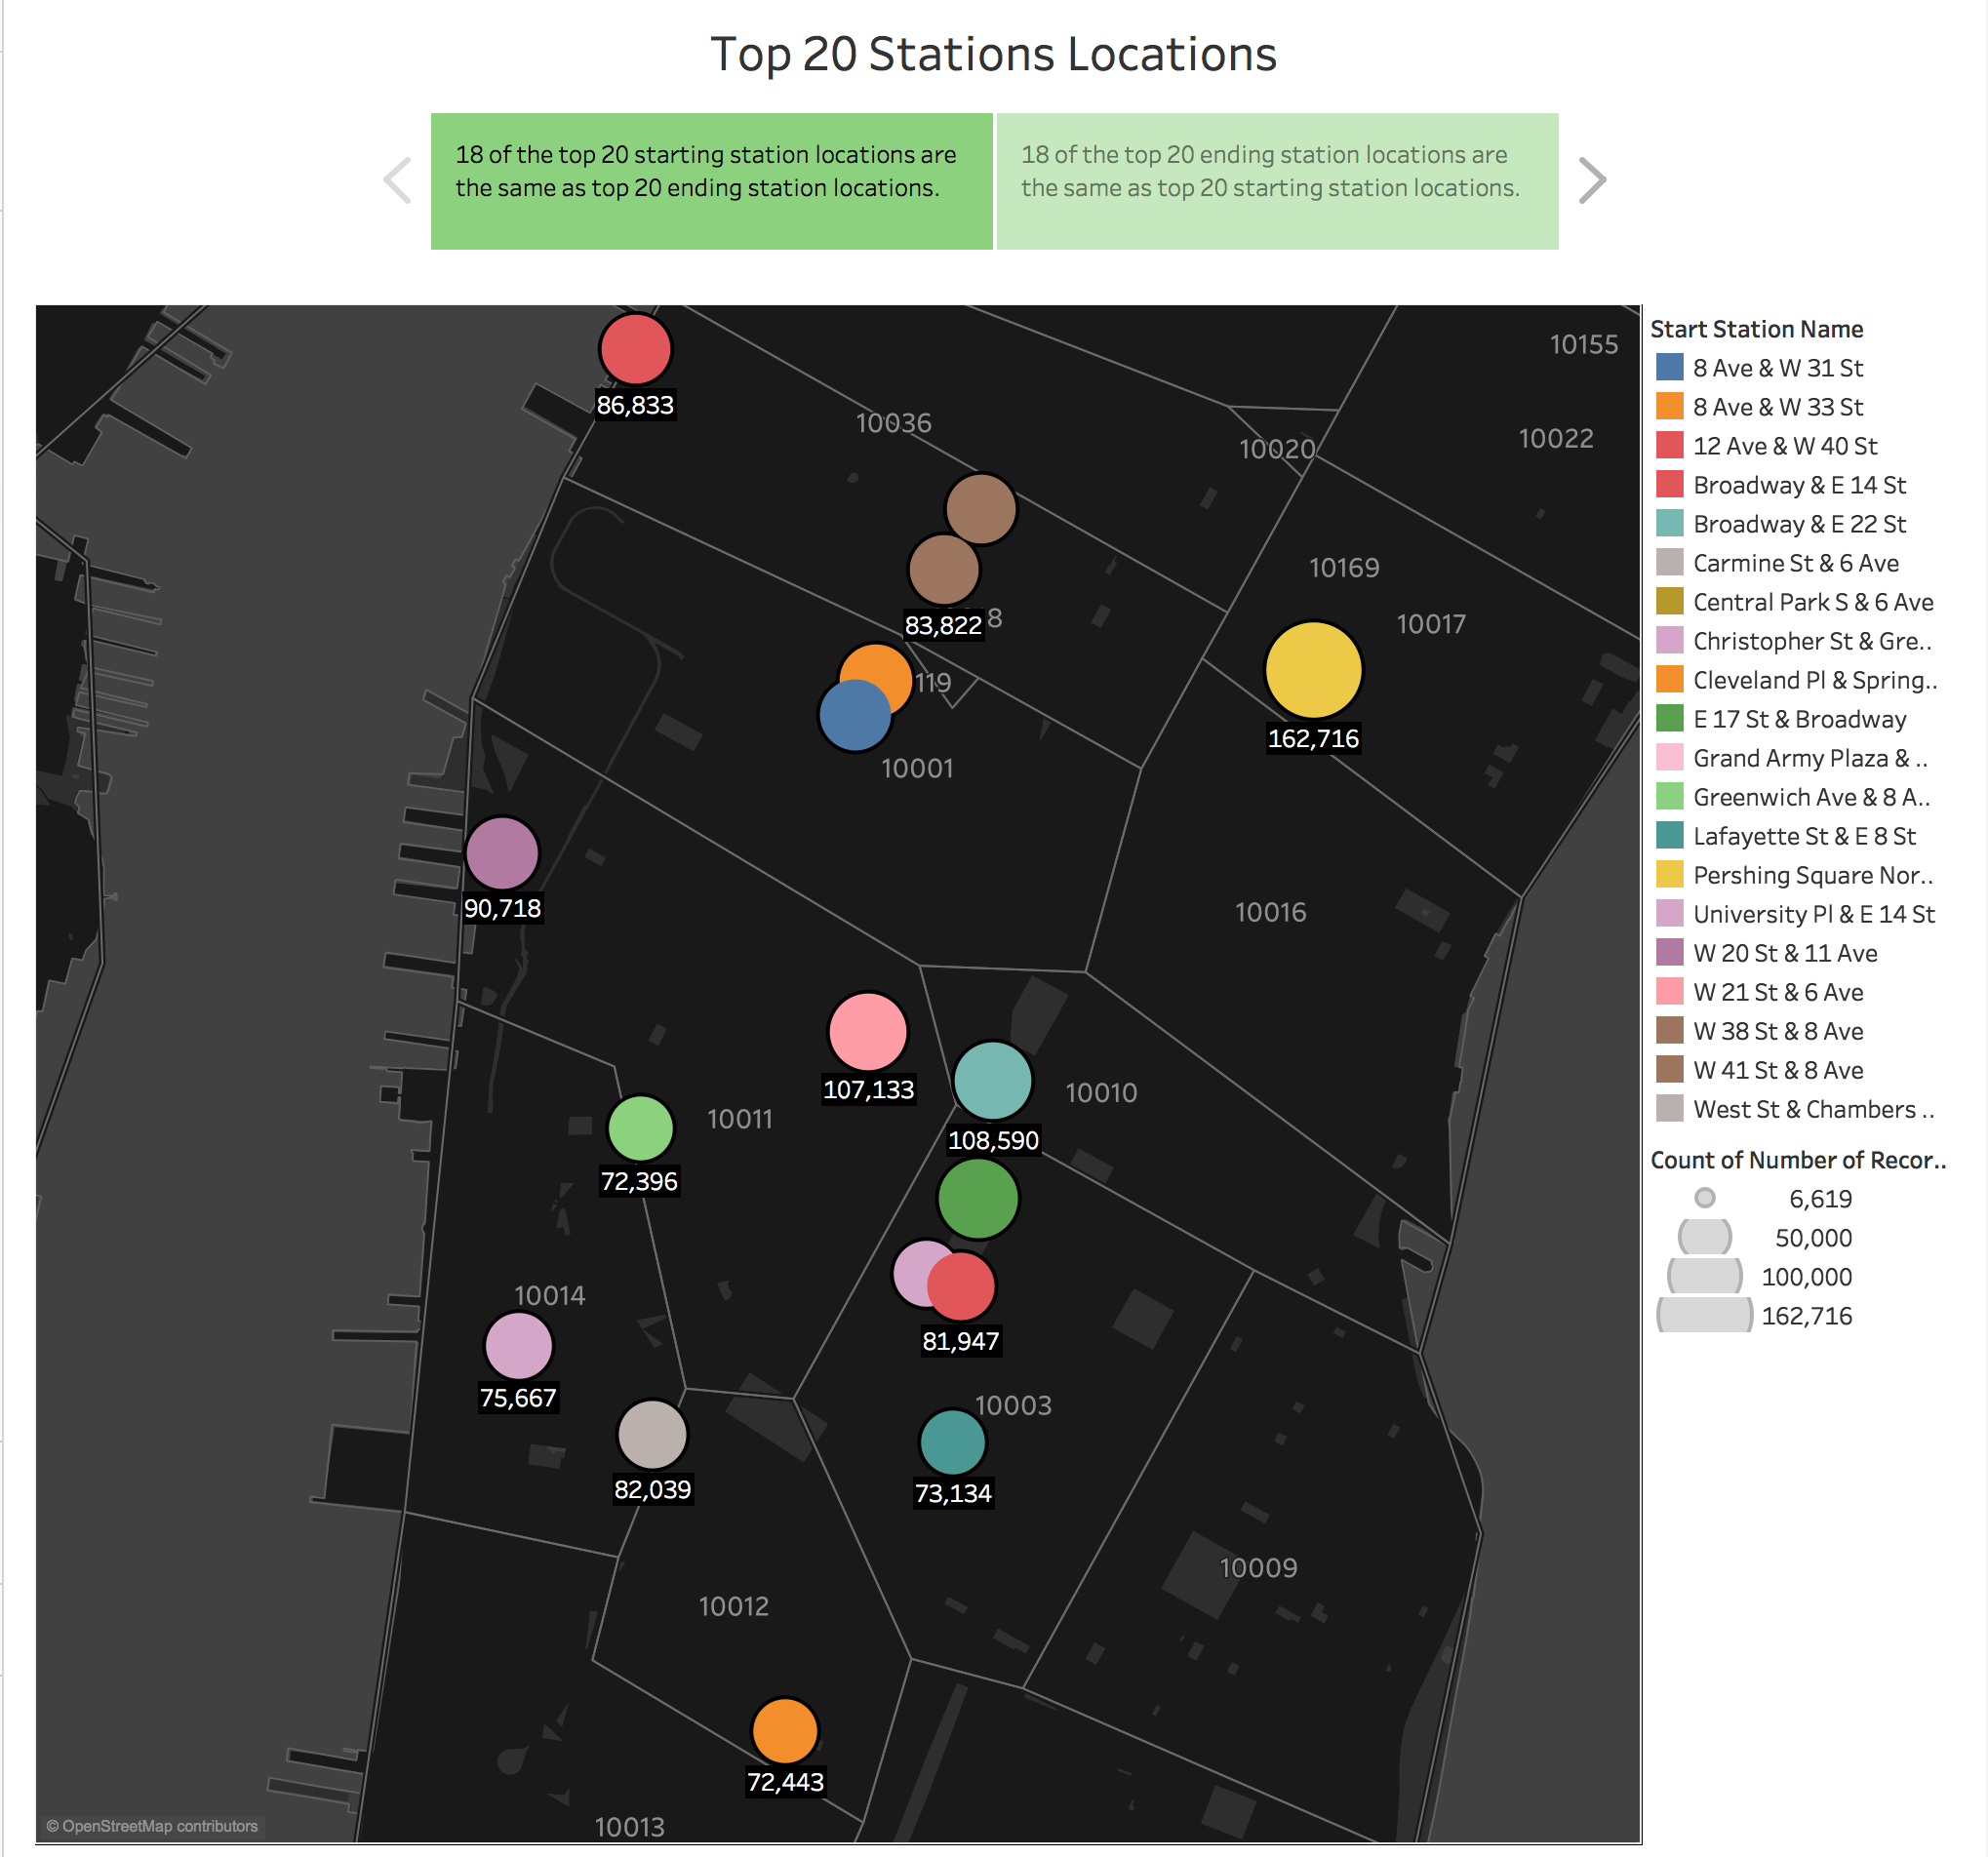 Top 20 Stations Locations
18 of the top 20 starting station locations are
the same as top 20 ending station locations.
18 of the top 20 ending station locations are
the same as top 20 starting station locations.
10155
86,833
10036
10022
10020
10169
10017
83,822
8
119
162,716
10001
90,718
10016
107,133
10010
10011
108,590
72,396
10014
81,947
75,667
10003
82,039
73,134
10009
10012
72,443
10013
© OpenStreetMap contributors
Start Station Name
8 Ave & W 31 St
8 Ave & W 33 St
12 Ave & W 40 St
Broadway & E 14 St
Broadway & E 22 St
Carmine St & 6 Ave
Central Park S & 6 Ave
Christopher St & Gre..
Cleveland Pl & Spring..
E 17 St & Broadway
Grand Army Plaza & ..
Greenwich Ave & 8 A..
Lafayette St & E 8 St
Pershing Square Nor..
University Pl & E 14 St
W 20 St & 11 Ave
W 21 St & 6 Ave
W 38 St & 8 Ave
W 41 St & 8 Ave
West St & Chambers ..
Count of Number of Recor..
6,619
50,000
100,000
162,716